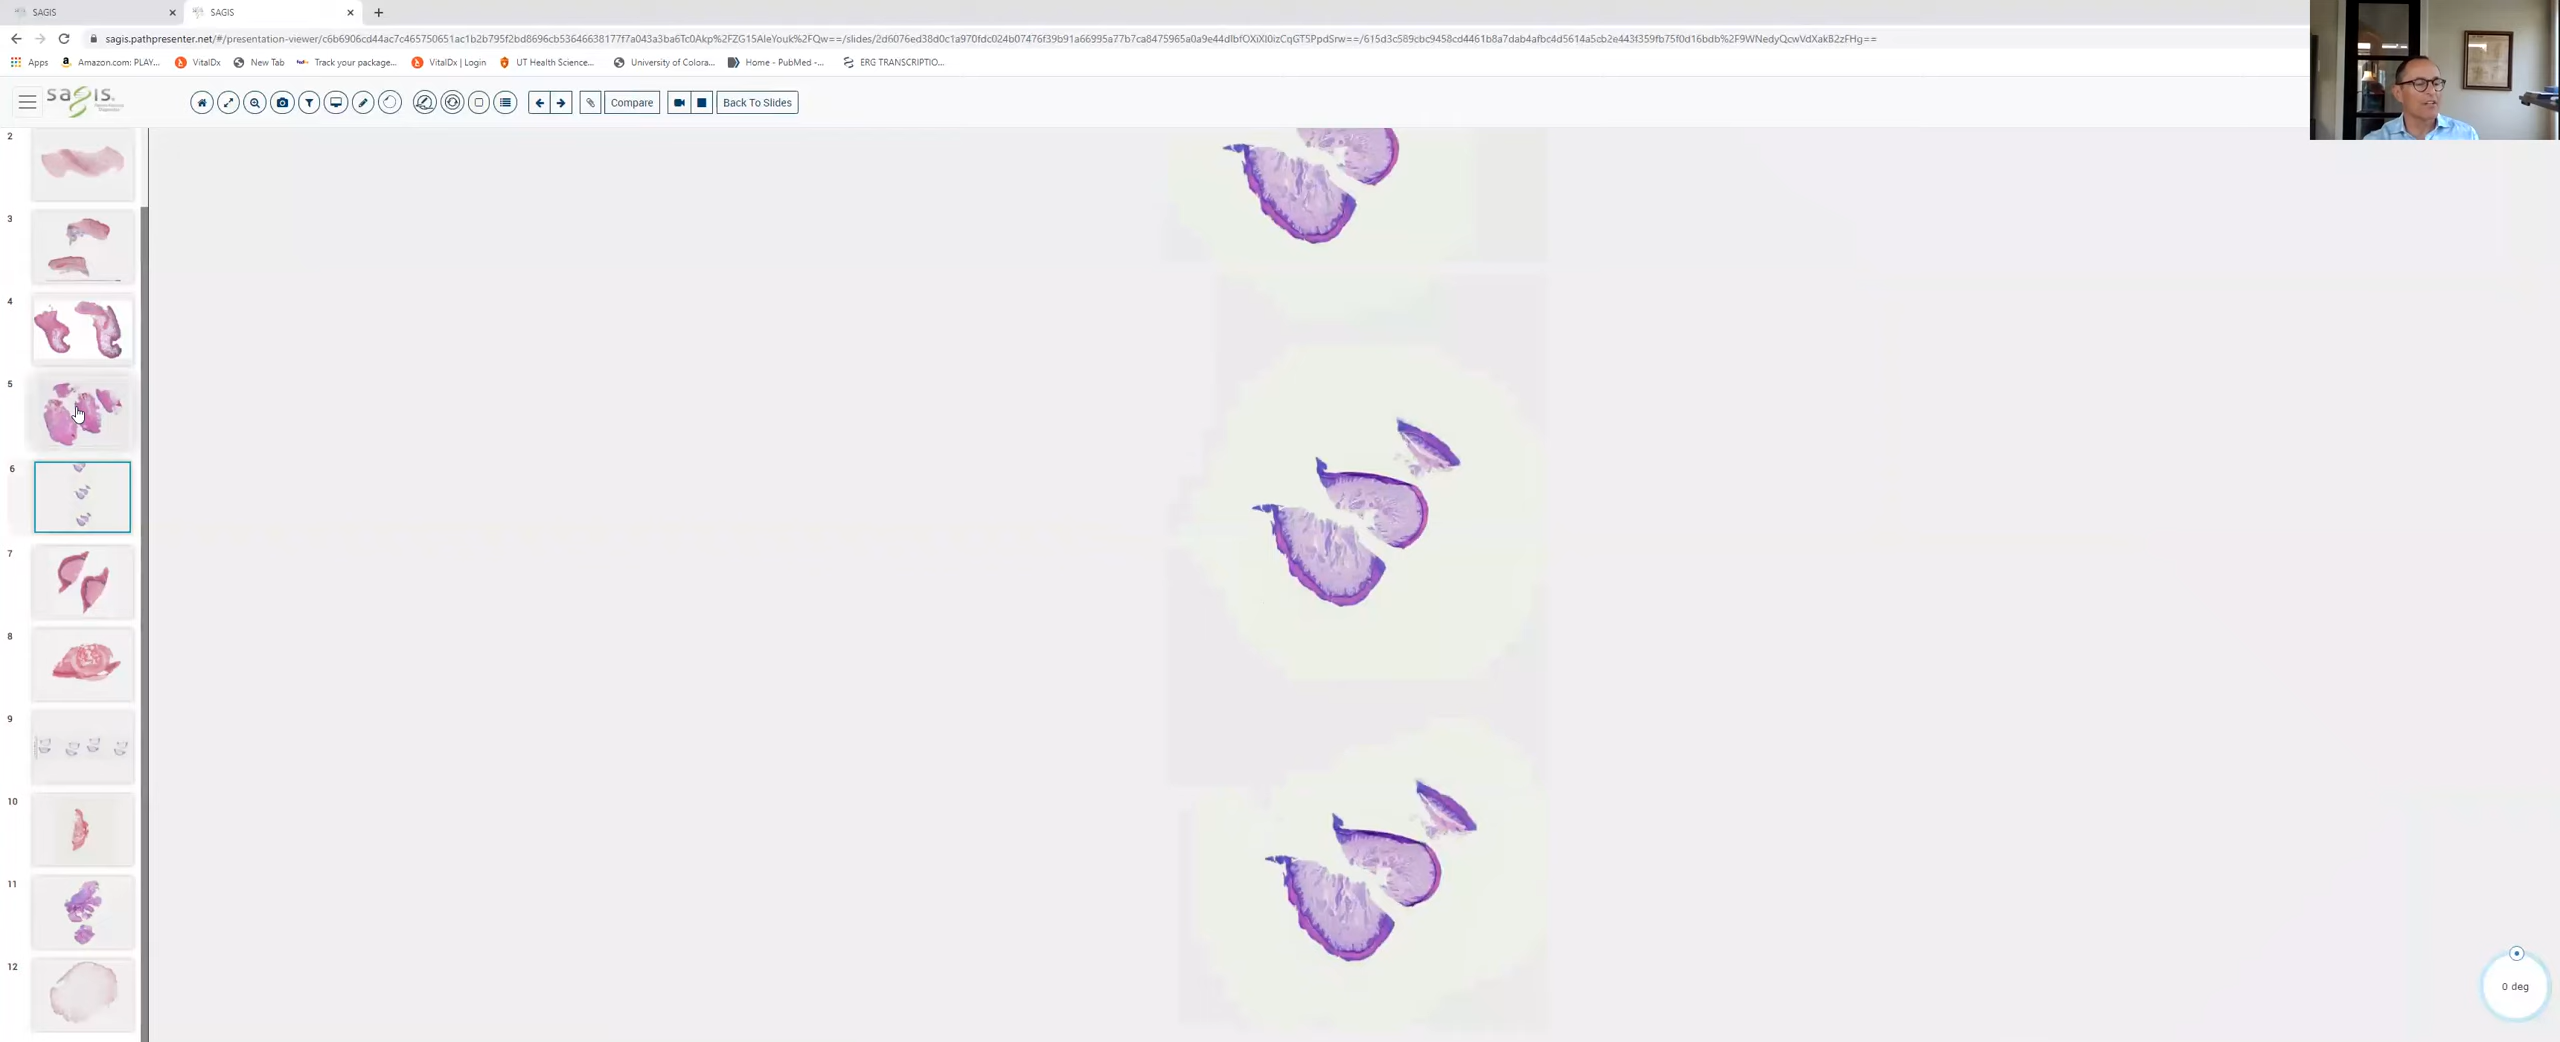 SAGIS
SAGIS
sagis.pathpresenter.net/#/presentation-viewer/c6b6906cd44ac7c465750651ac1b2b795f2bd8696cb53646638177f7a043a3ba6Tc0Akp%2FZG15AleYouk%2FQw==/slides/2d6076ed38d0c1a970fdc024b07476f39b91a66995a77b7ca8475965a0a9e44dlbfOXiXl0izCqGT5PpdSrw==/615d3c589cbc9458cd4461b8a7dab4afbc4d5614a5cb2e443f359fb75f0d16bdb%2F9WNedyQcwVdXakB2zFHg==
Apps Amazon.com: PLAY... VitalDx New Tab Track your package... VitalDx | Login UT Health Science... University of Colora... Home - PubMed -... ERG TRANSCRIPTIO...
sagis
Compare Back To Slides
2
3
4
5
6
7
8
9
10
11
12
0 deg